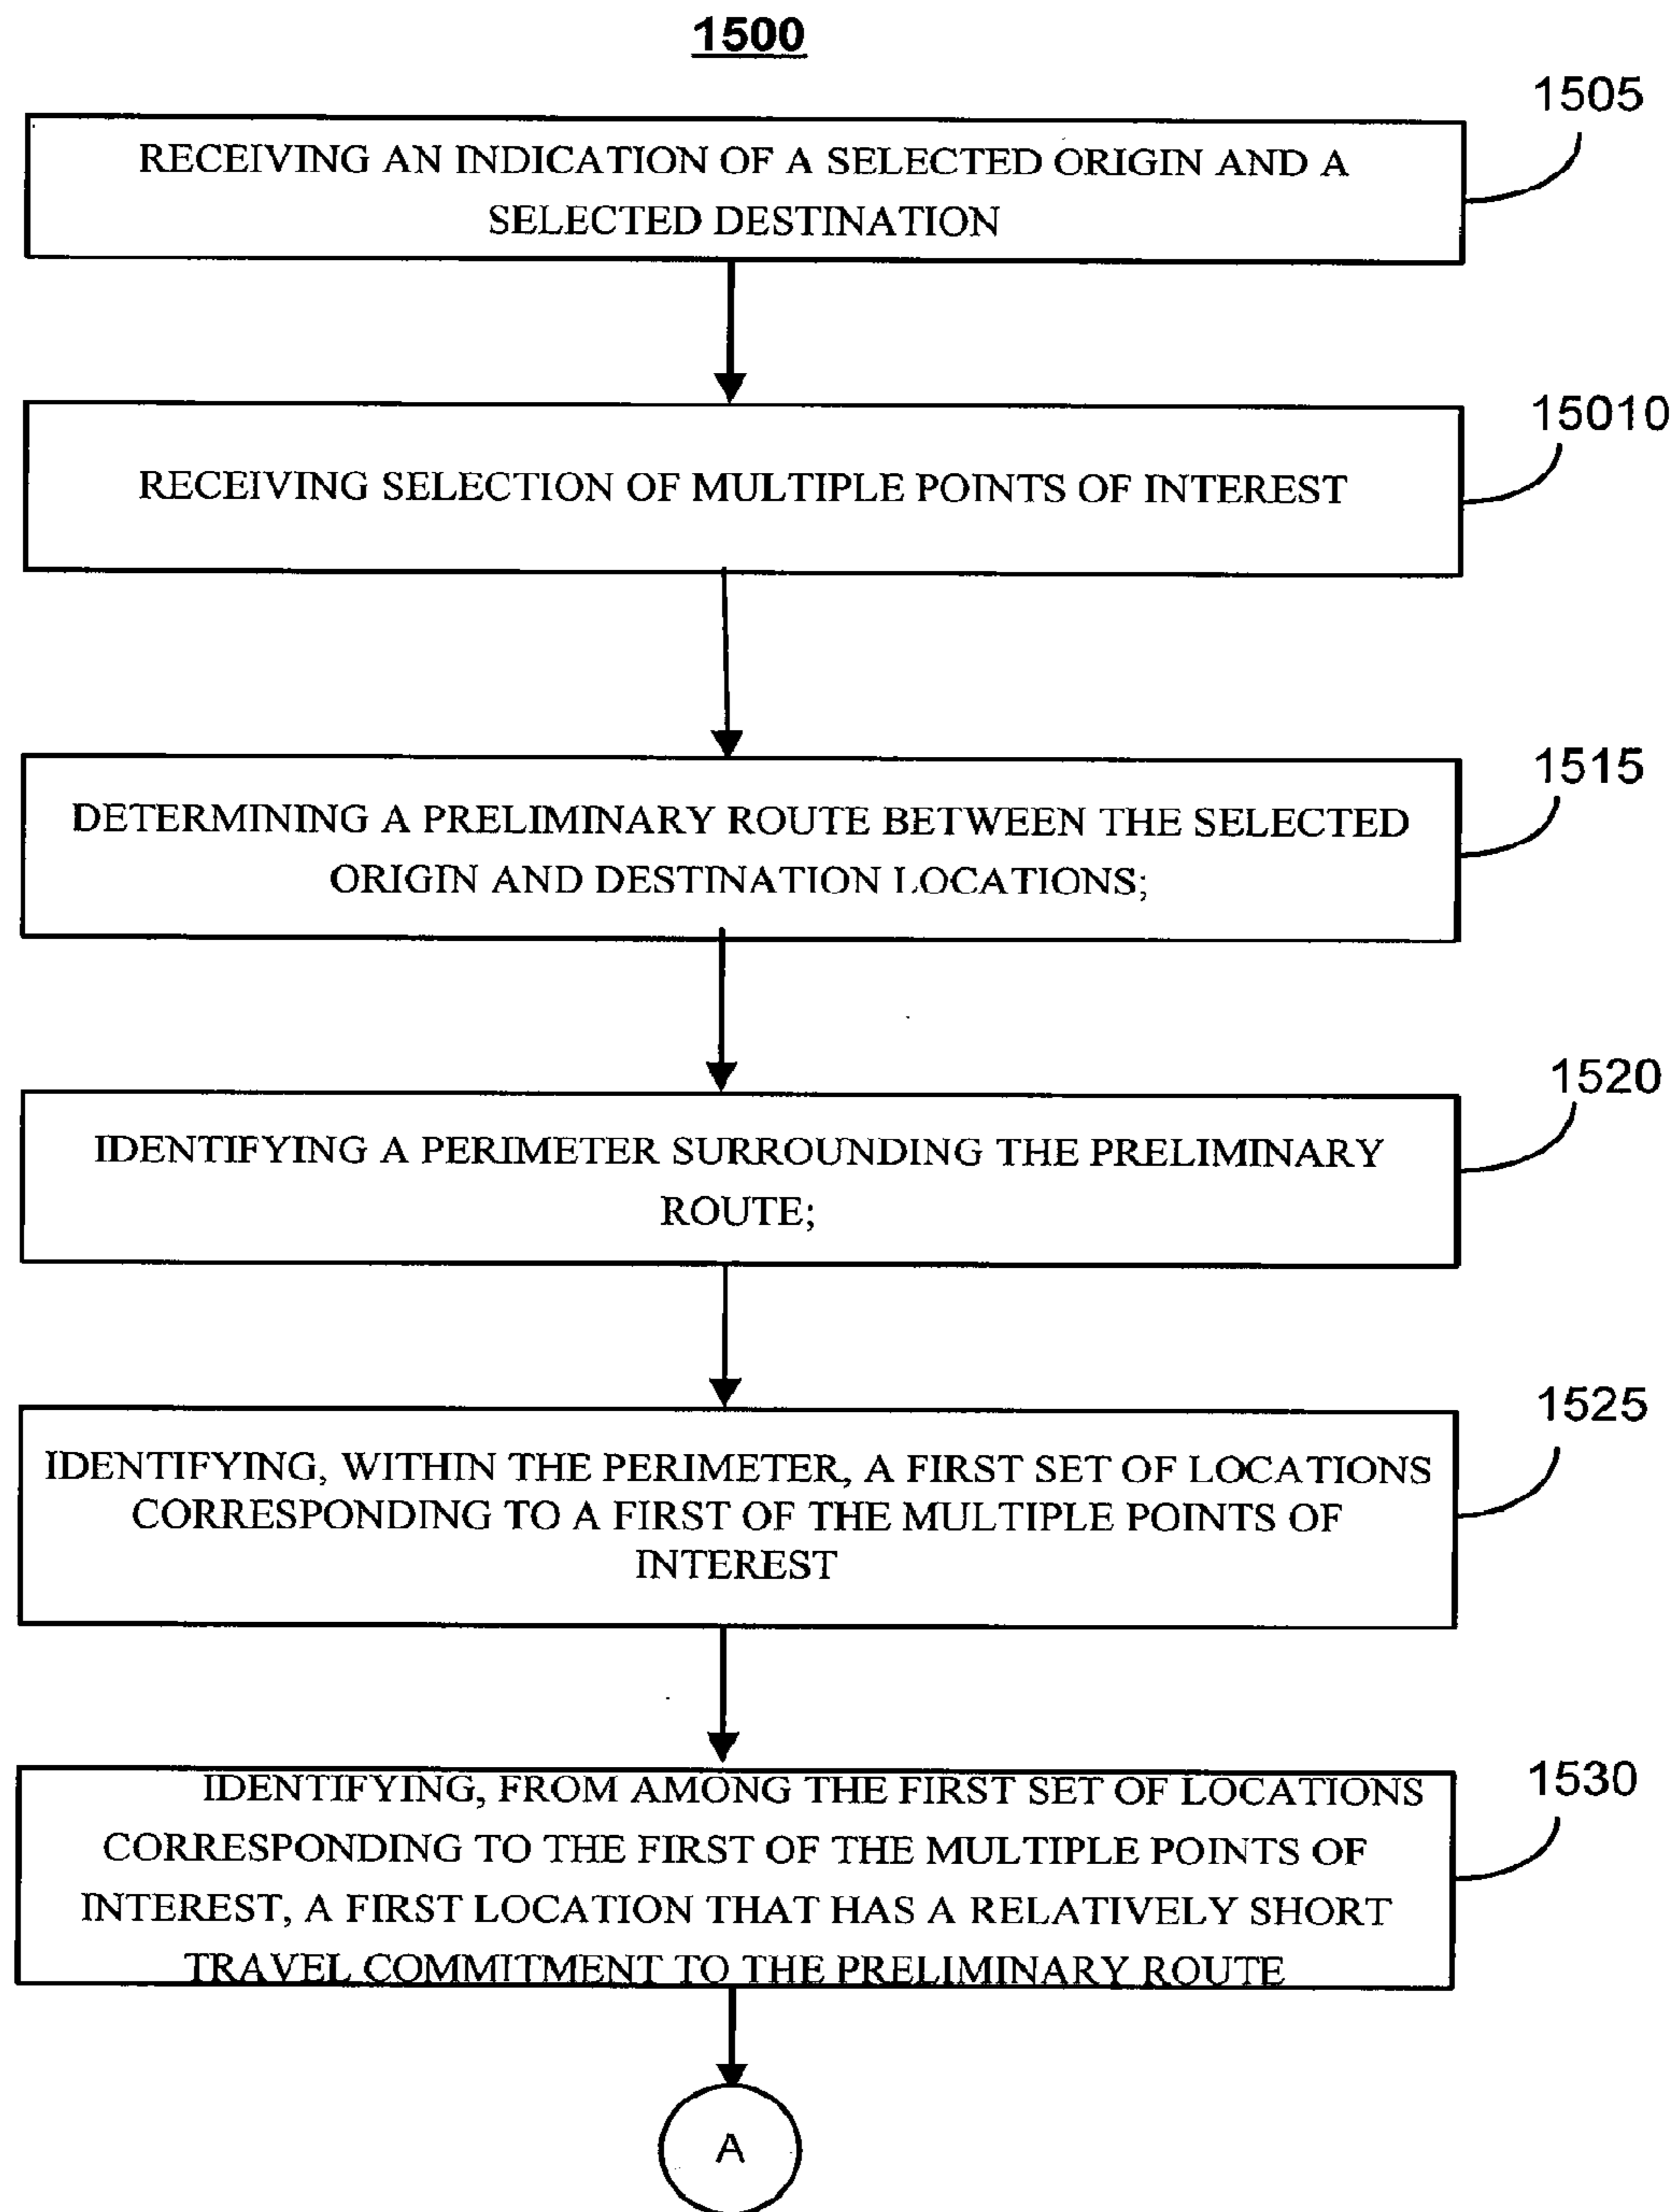 1500
1505
RECEIVING AN INDICATION OF A SELECTED ORIGIN AND A
SELECTED DESTINATION
15010
RECEIVING SELECTION OF MULTIPLE POINTS OF INTEREST
1515
DETERMINING A PRELIMINARY ROUTE BETWEEN THE SELECTED
ORIGIN AND DESTINATION LOCATIONS;
1520
IDENTIFYING A PERIMETER SURROUNDING THE PRELIMINARY
ROUTE;
1525
IDENTIFYING, WITHIN THE PERIMETER, A FIRST SET OF LOCATIONS
CORRESPONDING TO A FIRST OF THE MULTIPLE POINTS OF
INTEREST
1530
IDENTIFYING, FROM AMONG THE FIRST SET OF LOCATIONS
CORRESPONDING TO THE FIRST OF THE MULTIPLE POINTS OF
INTEREST, A FIRST LOCATION THAT HAS A RELATIVELY SHORT
TRAVEL COMMITMENT TO THE PRELIMINARY ROUTE
A